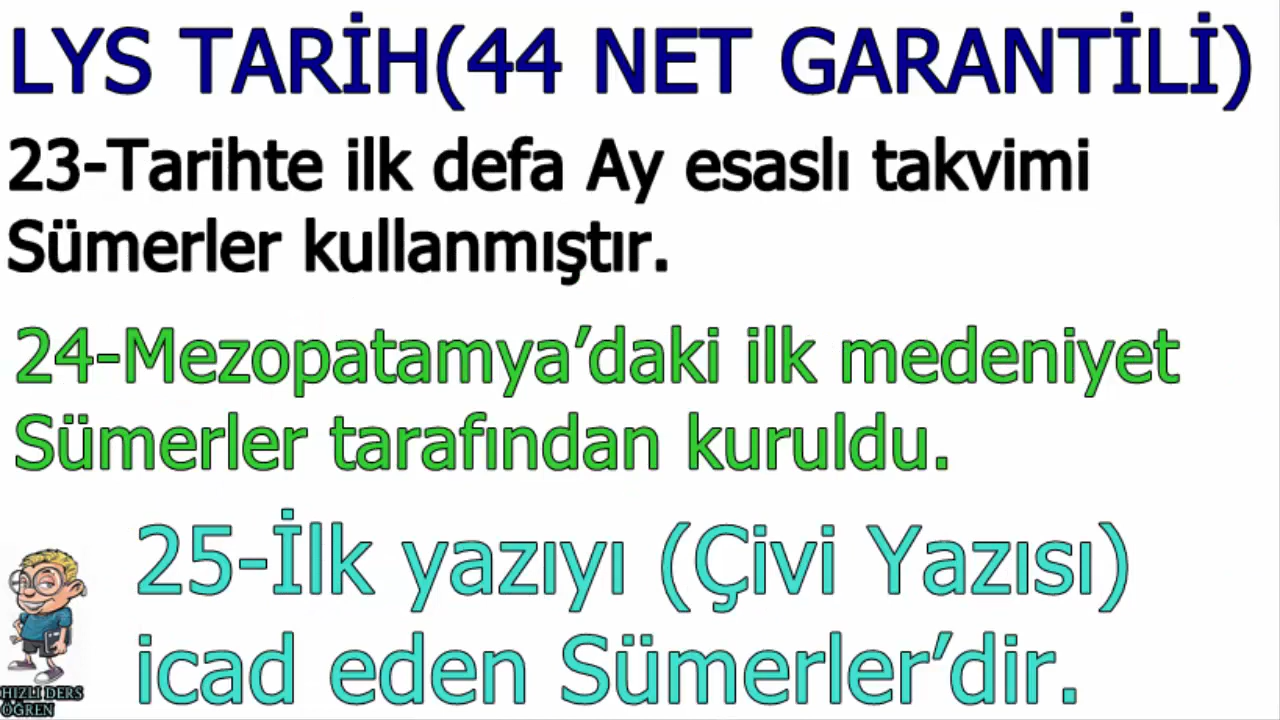 LYS TARİH(44 NET GARANTİLİ)
23-Tarihte ilk defa Ay esaslı takvimi
Sümerler kullanmıştır.
24-Mezopatamya’daki ilk medeniyet
Sümerler tarafından kuruldu.
25-İlk yazıyı (Çivi Yazısı)
icad eden Sümerler’dir.
HIZLI DERS
ÖĞREN